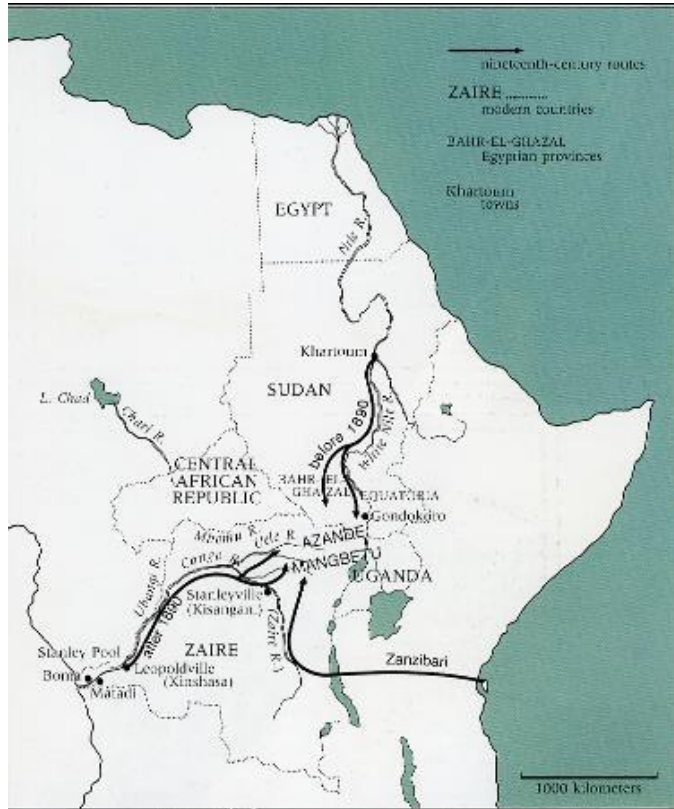 nineteenth-century routes
ZAIRE ..........
modern countries
BAHR-EL-GHAZAL
Egyptian provinces
Khartoum
towns
EGYPT
Nile R.
Khartoum
SUDAN
L. Chad
Chari R.
before 1890
White Nile R.
CENTRAL
AFRICAN
REPUBLIC
BAHR-EL-
GHAZAL
EQUATORIA
Gondokoro
Mbomu R.
Uele R.
AZANDE
Congo R.
MANGBETU
UGANDA
Ubangi R.
Stanleyville
(Kisangani)
after 1890
(Zaire R.)
Stanley Pool
ZAIRE
Zanzibari
Boma
Leopoldville
(Kinshasa)
Matadi
1000 kilometers